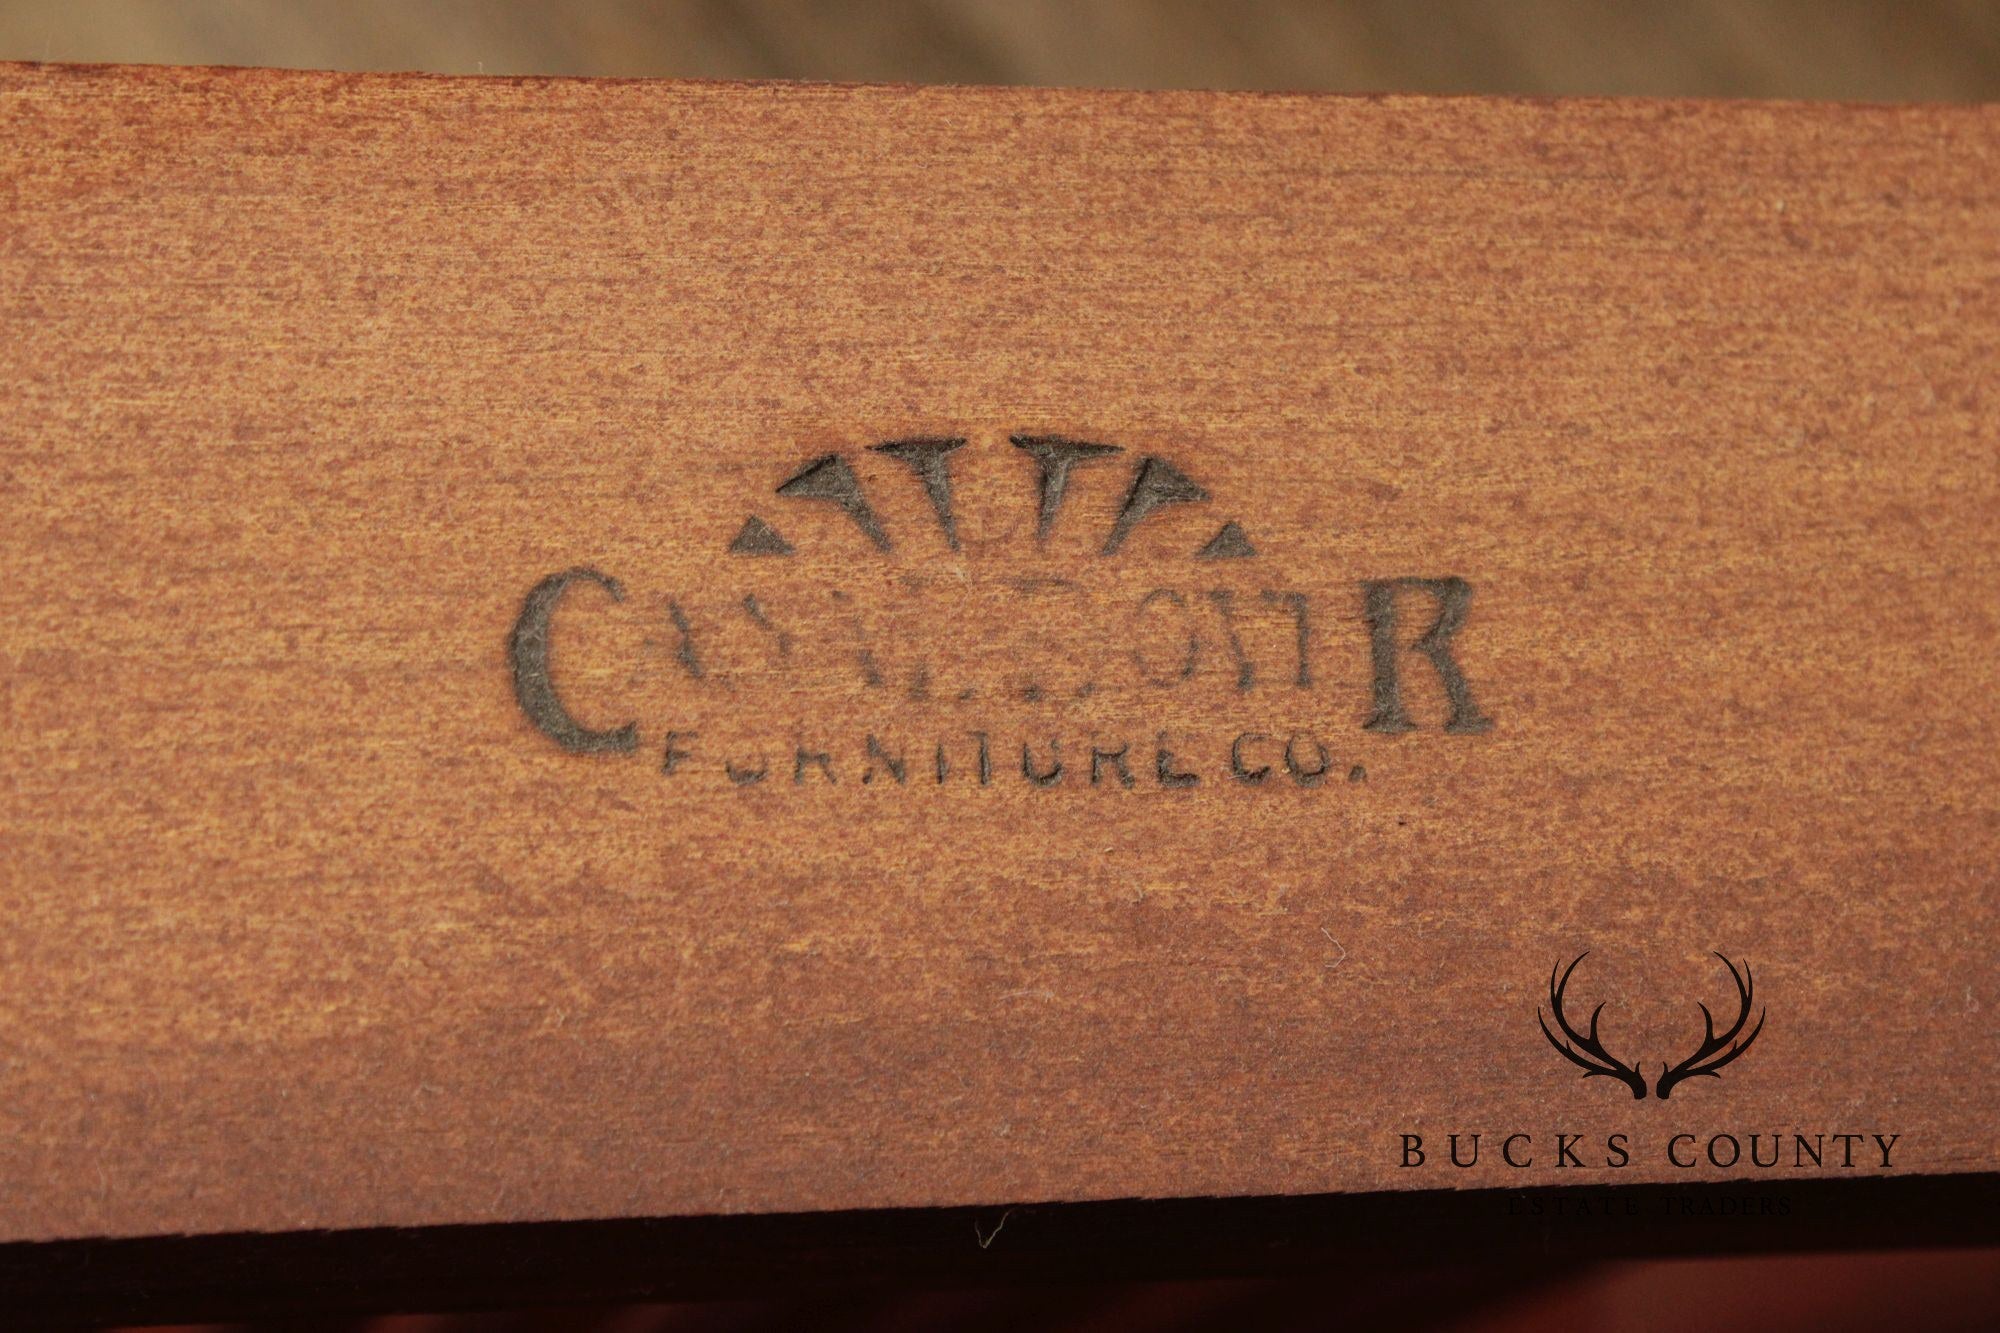 FURNITURE CO.
BUCKS COUNTY
ESTATE TRADERS